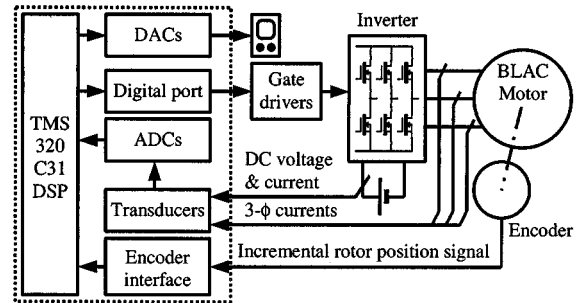 TMS
320
C31
DSP
DACs
Digital port
ADCs
Transducers
Encoder
interface
Gate
drivers
Inverter
BLAC
Motor
DC voltage
& current
3-ϕ currents
Encoder
Incremental rotor position signal